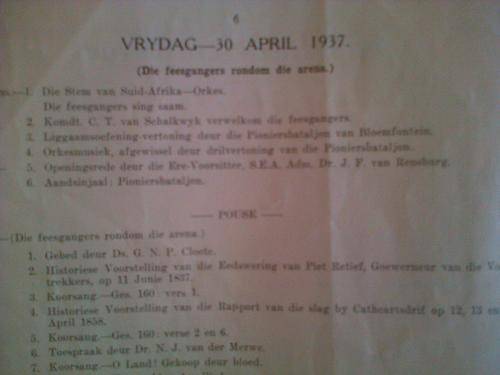 6
VRYDAG—30 APRIL 1937.
(Die feesgangers rondom die arena.)
1. Die Stem van Suid-Afrika—Orkes.
Die feesgangers sing saam.
2. Komdt. C. T. van Schalkwyk verwelkom die feesgangers.
3. Liggaamsoefening-vertoning deur die Pioniersbataljon van Bloemfontein.
4. Orkesmusiek, afgewissel deur drilvertoning van die Pioniersbataljon.
5. Openingsrede deur die Ere-Voorsitter, S.E.A. Adm. Dr. J. F. van Rensburg.
6. Aandsinjaal: Pioniersbataljon.
—— POUSE ——
—(Die feesgangers rondom die arena.)
1. Gebed deur Ds. G. N. P. Cloete.
2. Historiese Voorstelling van die Eedswering van Piet Retief, Goewerneur van die
trekkers, op 11 Junie 1837.
3. Koorsang.—Ges. 160: vers 1.
4. Historiese Voorstelling van die Rapport van die slag by Cathcartsdrif op 12, 13 en
April 1858.
5. Koorsang.—Ges. 160: verse 2 en 6.
6. Toespraak deur Dr. N. J. van der Merwe.
7. Koorsang.—O Land! Gekoop deur bloed.